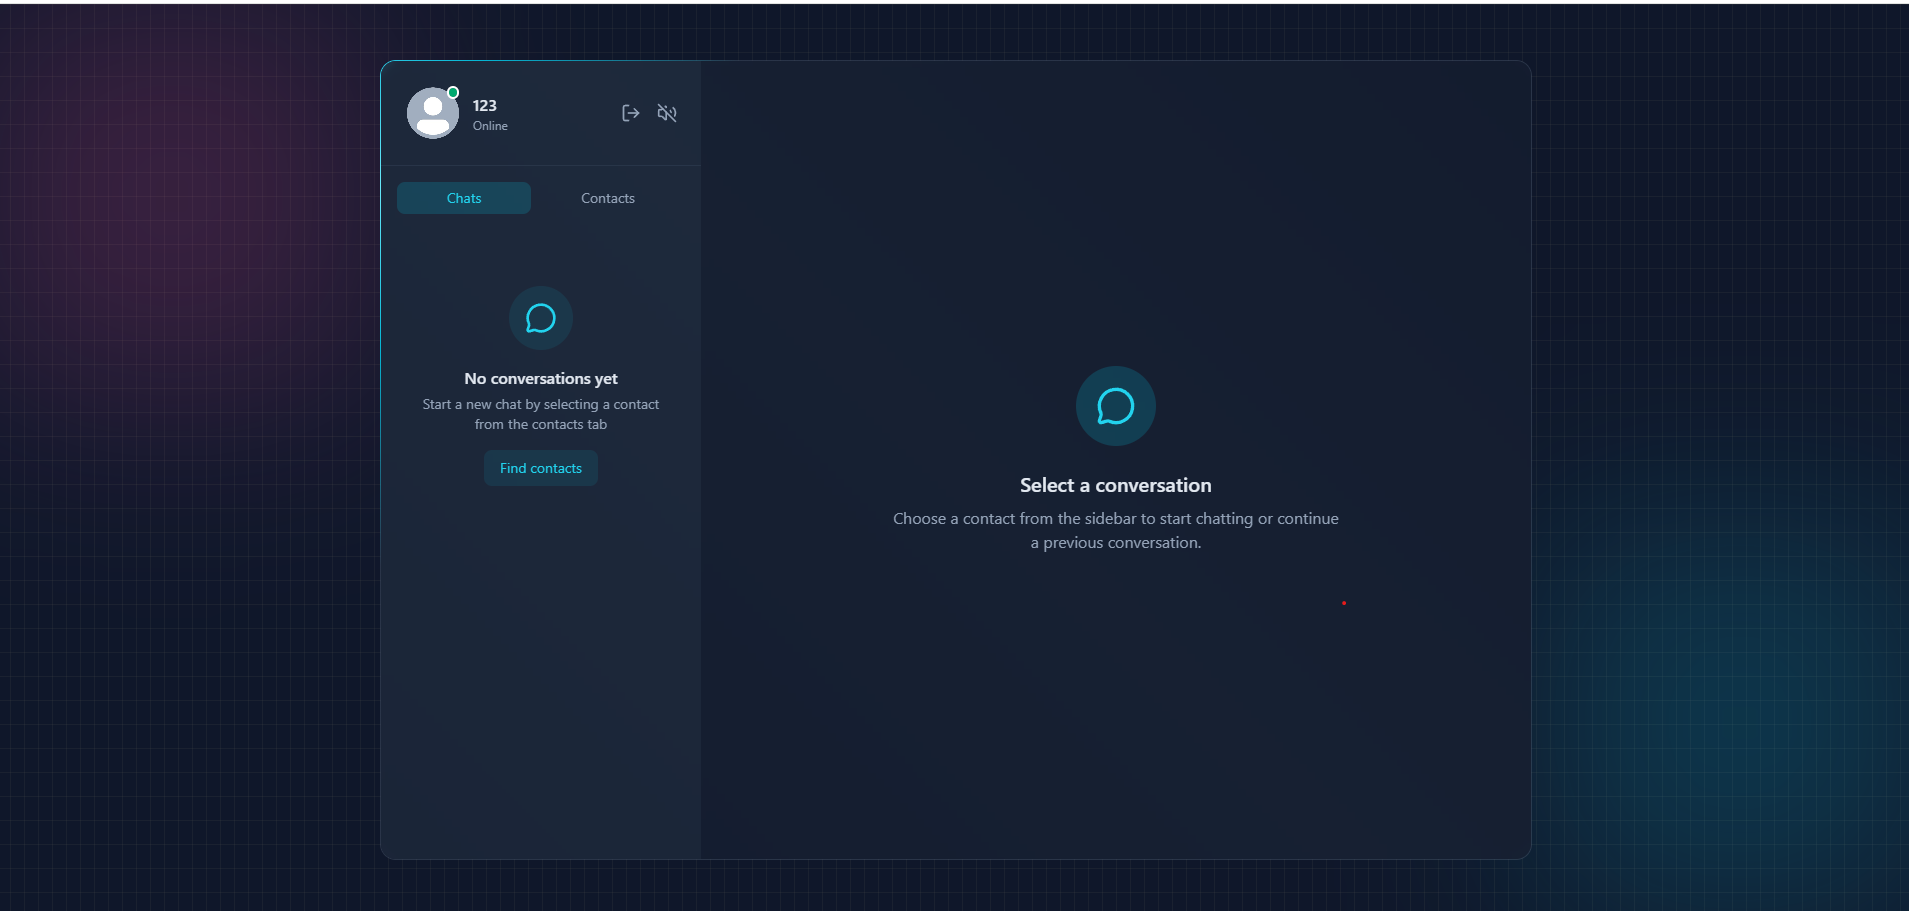 123
Online
Chats
Contacts
No conversations yet
Start a new chat by selecting a contact
from the contacts tab
Find contacts
Select a conversation
Choose a contact from the sidebar to start chatting or continue
a previous conversation.